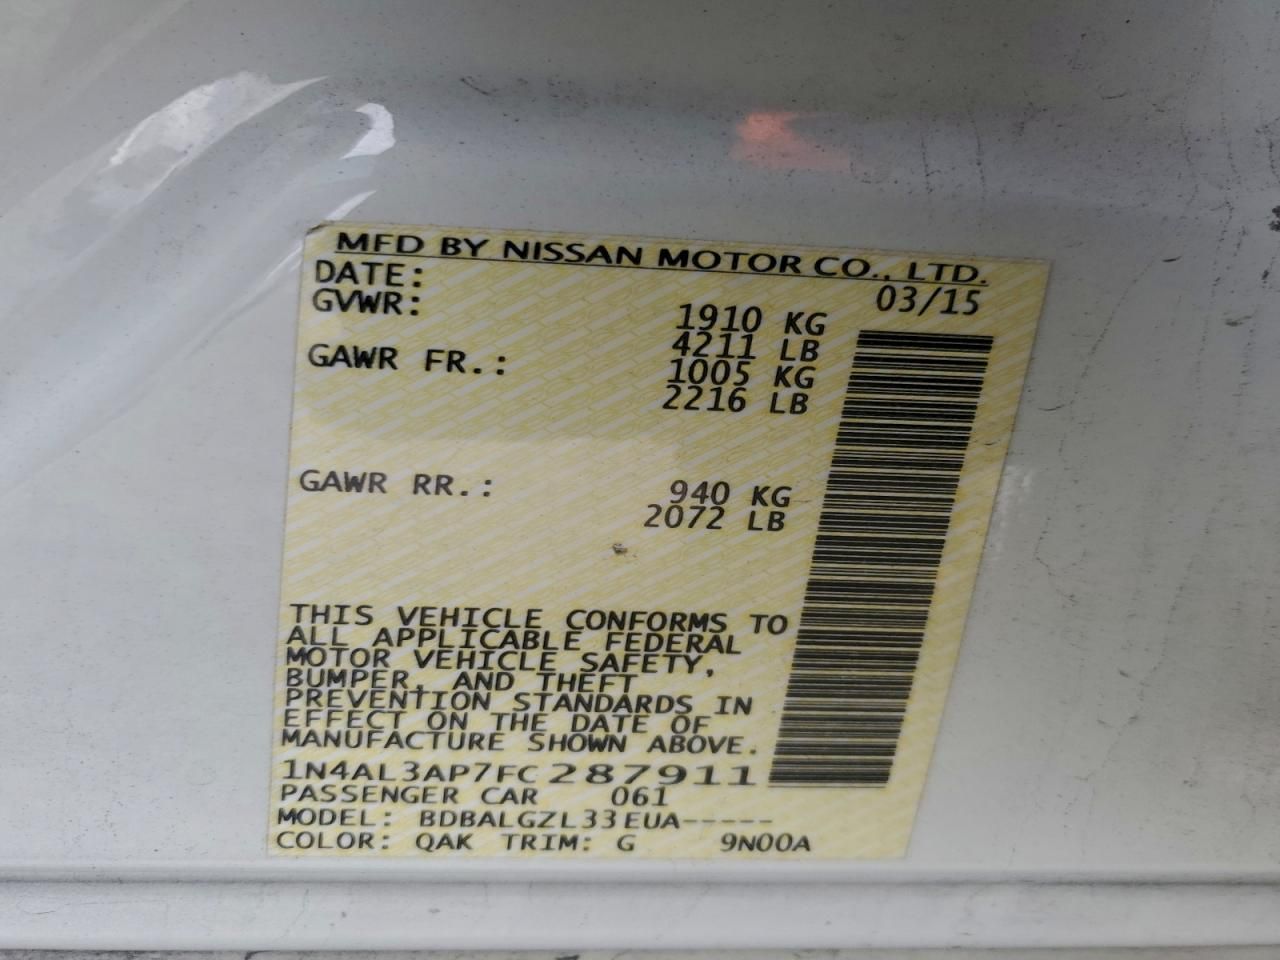 MFD BY NISSAN MOTOR CO., LTD.
DATE: 03/15
GVWR: 1910 KG
4211 LB
GAWR FR.: 1005 KG
2216 LB
GAWR RR.: 940 KG
2072 LB
THIS VEHICLE CONFORMS TO
ALL APPLICABLE FEDERAL
MOTOR VEHICLE SAFETY,
BUMPER, AND THEFT
PREVENTION STANDARDS IN
EFFECT ON THE DATE OF
MANUFACTURE SHOWN ABOVE.
1N4AL3AP7FC287911
PASSENGER CAR 061
MODEL: BDBALGZL33EUA-----
COLOR: QAK TRIM: G 9N00A